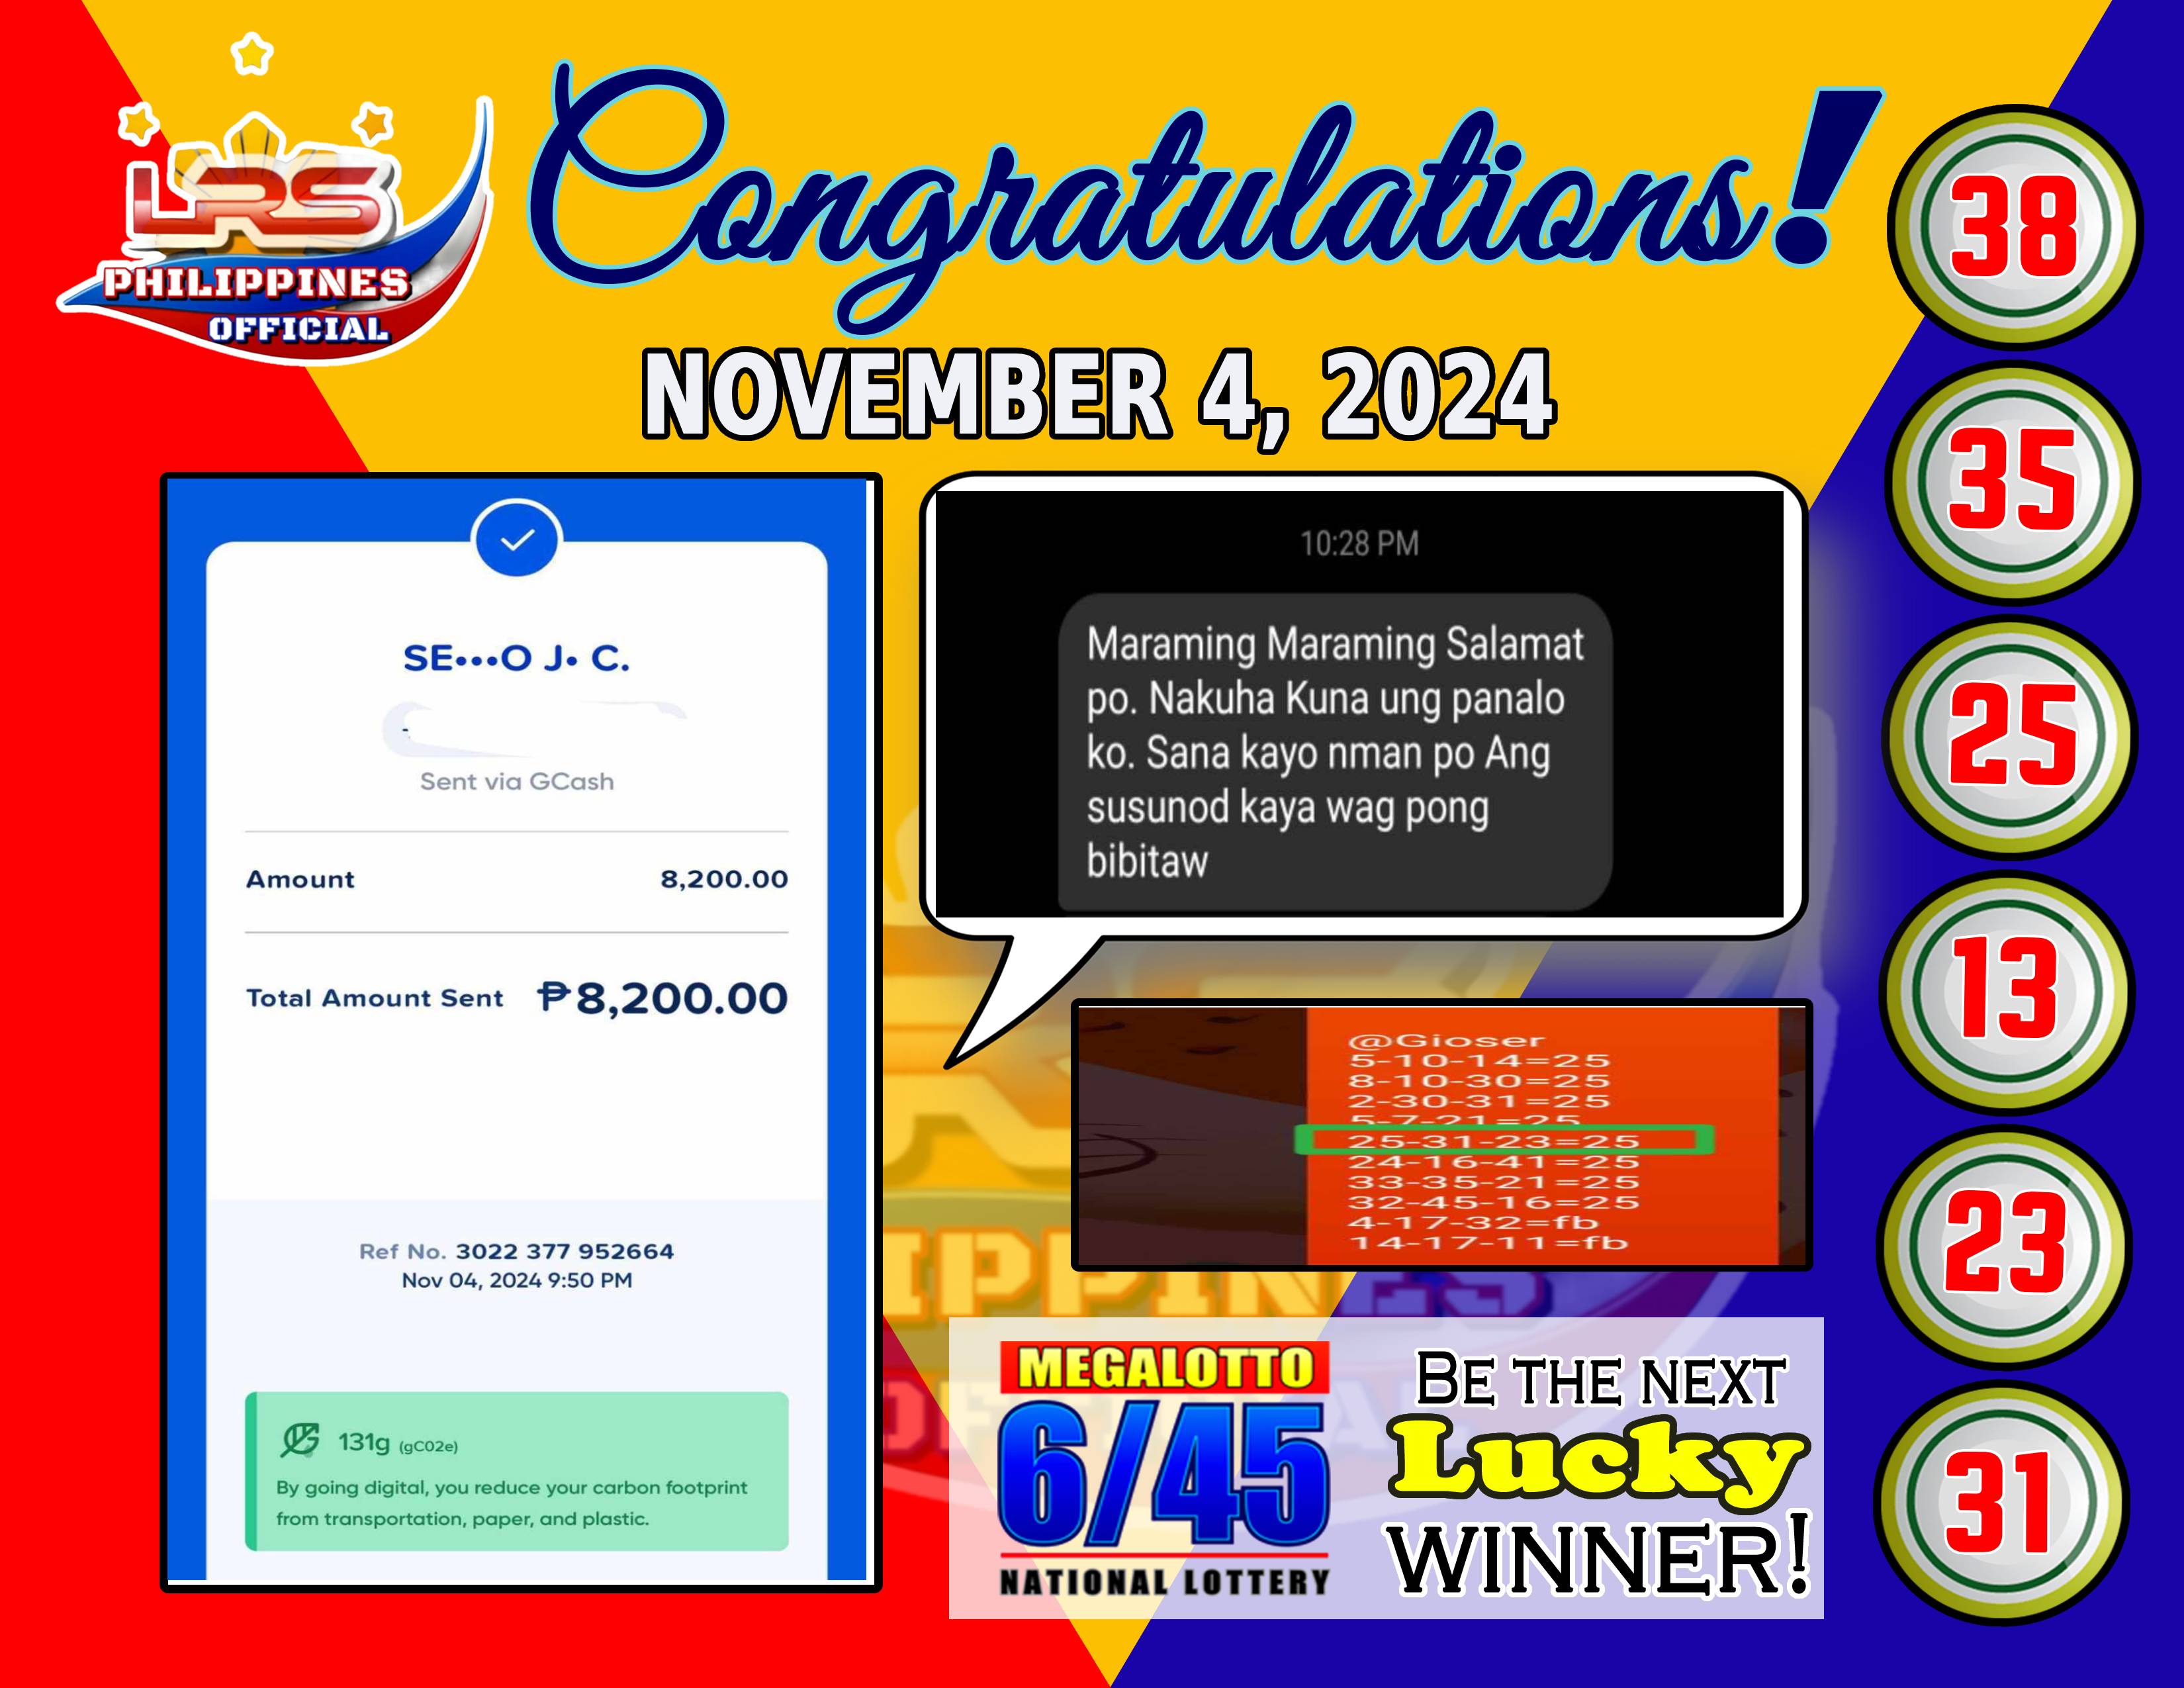 LRS
PHILIPPINES
OFFICIAL
Congratulations!
NOVEMBER 4, 2024
SE•••O J• C.
Sent via GCash
Amount 8,200.00
Total Amount Sent ₱8,200.00
Ref No. 3022 377 952664
Nov 04, 2024 9:50 PM
131g (gC02e)
By going digital, you reduce your carbon footprint
from transportation, paper, and plastic.
10:28 PM
Maraming Maraming Salamat
po. Nakuha Kuna ung panalo
ko. Sana kayo nman po Ang
susunod kaya wag pong
bibitaw
@Gioser
5-10-14=25
8-10-30=25
2-30-31=25
5-7-21=25
25-31-23=25
24-16-41=25
33-35-21=25
32-45-16=25
4-17-32=fb
14-17-11=fb
MEGALOTTO
6/45
NATIONAL LOTTERY
BE THE NEXT
Lucky
WINNER!
38
35
25
13
23
31